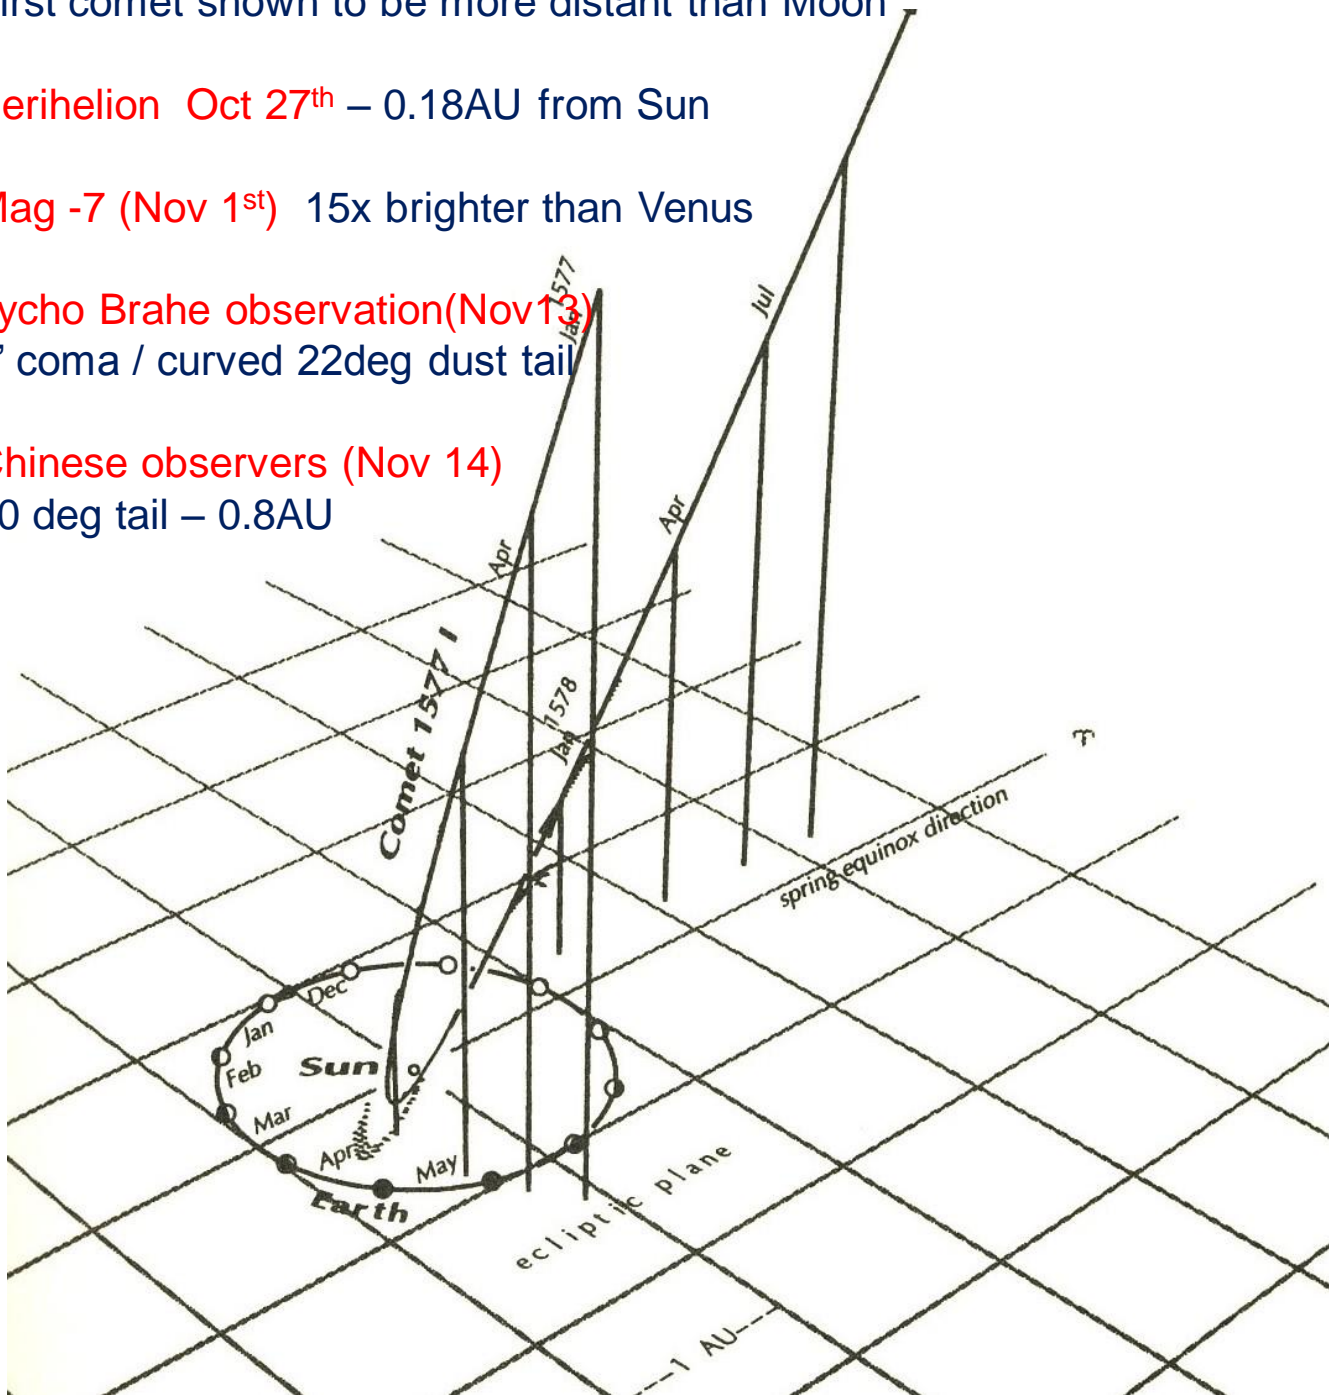 irst comet shown to be more distant than Moon
erihelion Oct 27th – 0.18AU from Sun
Mag -7 (Nov 1st) 15x brighter than Venus
ycho Brahe observation(Nov13)
” coma / curved 22deg dust tail
Chinese observers (Nov 14)
0 deg tail – 0.8AU
Jan 1577
Jul
Apr
Apr
Comet 1577 I
Jan 1578
♈
spring equinox direction
Dec
Jan
Sun
Feb
Mar
Apr
May
Earth
ecliptic plane
1 AU